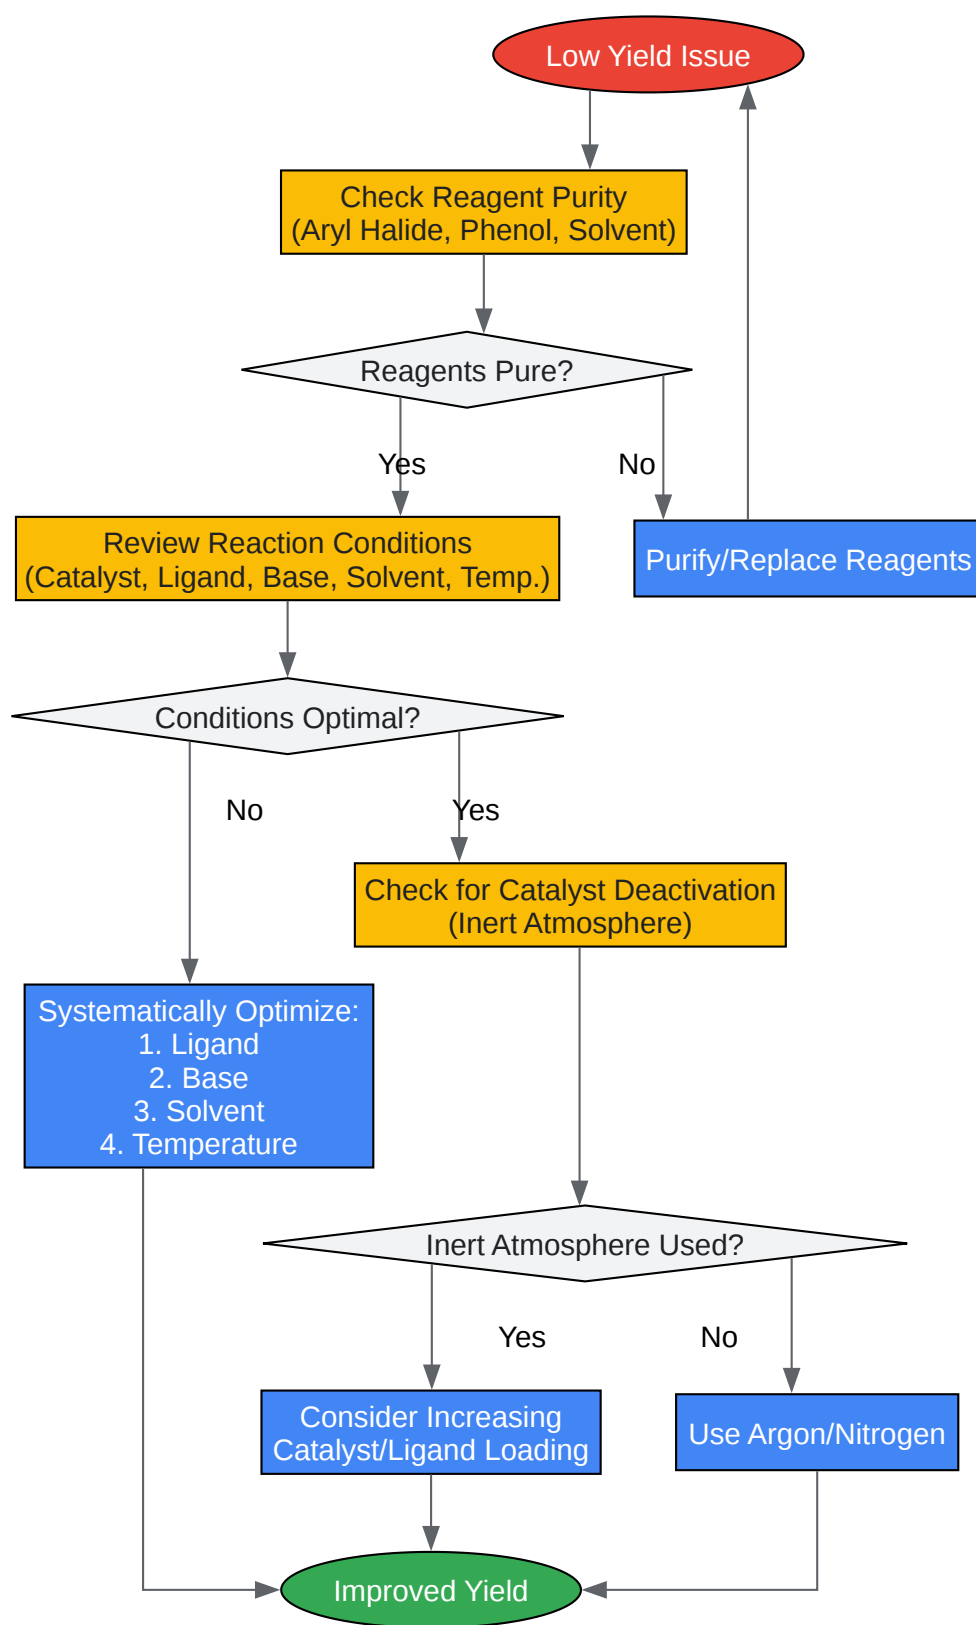 Low Yield Issue
Check Reagent Purity
(Aryl Halide, Phenol, Solvent)
Reagents Pure?
Yes
No
Review Reaction Conditions
(Catalyst, Ligand, Base, Solvent, Temp.)
Purify/Replace Reagents
Conditions Optimal?
No
Yes
Check for Catalyst Deactivation
(Inert Atmosphere)
Systematically Optimize:
1. Ligand
2. Base
3. Solvent
4. Temperature
Inert Atmosphere Used?
Yes
No
Consider Increasing
Catalyst/Ligand Loading
Use Argon/Nitrogen
Improved Yield